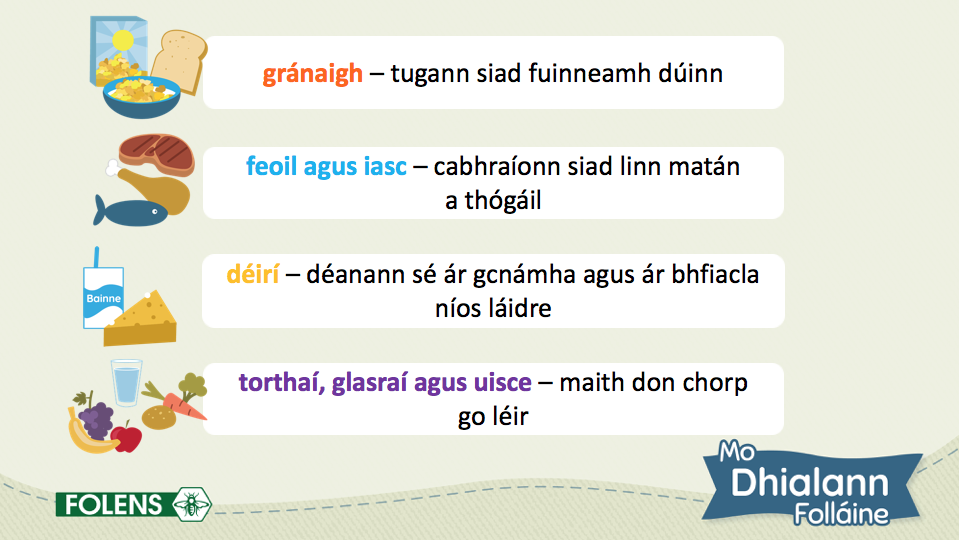 gránaigh – tugann siad fuinneamh dúinn
feoil agus iasc – cabhraíonn siad linn matán
a thógáil
déirí – déanann sé ár gcnámha agus ár bhfiacla
níos láidre
Bainne
torthaí, glasraí agus uisce – maith don chorp
go léir
FOLENS
Mo
Dhialann
Folláine